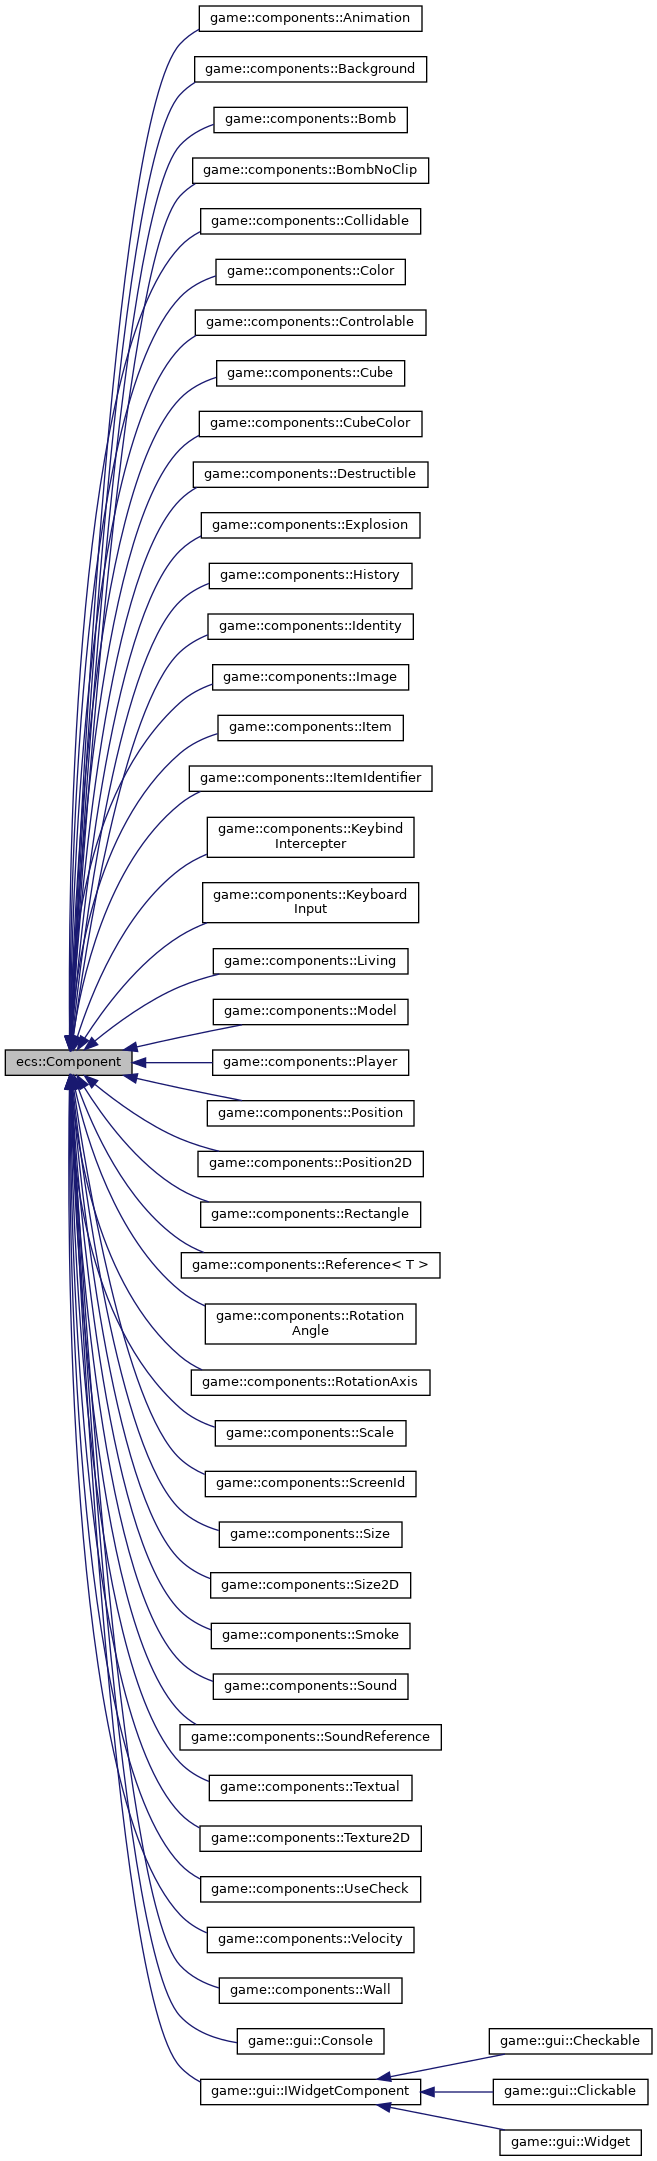 game::components::Animation
game::components::Background
game::components::Bomb
game::components::BombNoClip
game::components::Collidable
game::components::Color
game::components::Controlable
game::components::Cube
game::components::CubeColor
game::components::Destructible
game::components::Explosion
game::components::History
game::components::Identity
game::components::Image
game::components::Item
game::components::ItemIdentifier
game::components::Keybind
Intercepter
game::components::Keyboard
Input
game::components::Living
game::components::Model
ecs::Component
game::components::Player
game::components::Position
game::components::Position2D
game::components::Rectangle
game::components::Reference< T >
game::components::Rotation
Angle
game::components::RotationAxis
game::components::Scale
game::components::ScreenId
game::components::Size
game::components::Size2D
game::components::Smoke
game::components::Sound
game::components::SoundReference
game::components::Textual
game::components::Texture2D
game::components::UseCheck
game::components::Velocity
game::components::Wall
game::gui::Console
game::gui::Checkable
game::gui::IWidgetComponent
game::gui::Clickable
game::gui::Widget